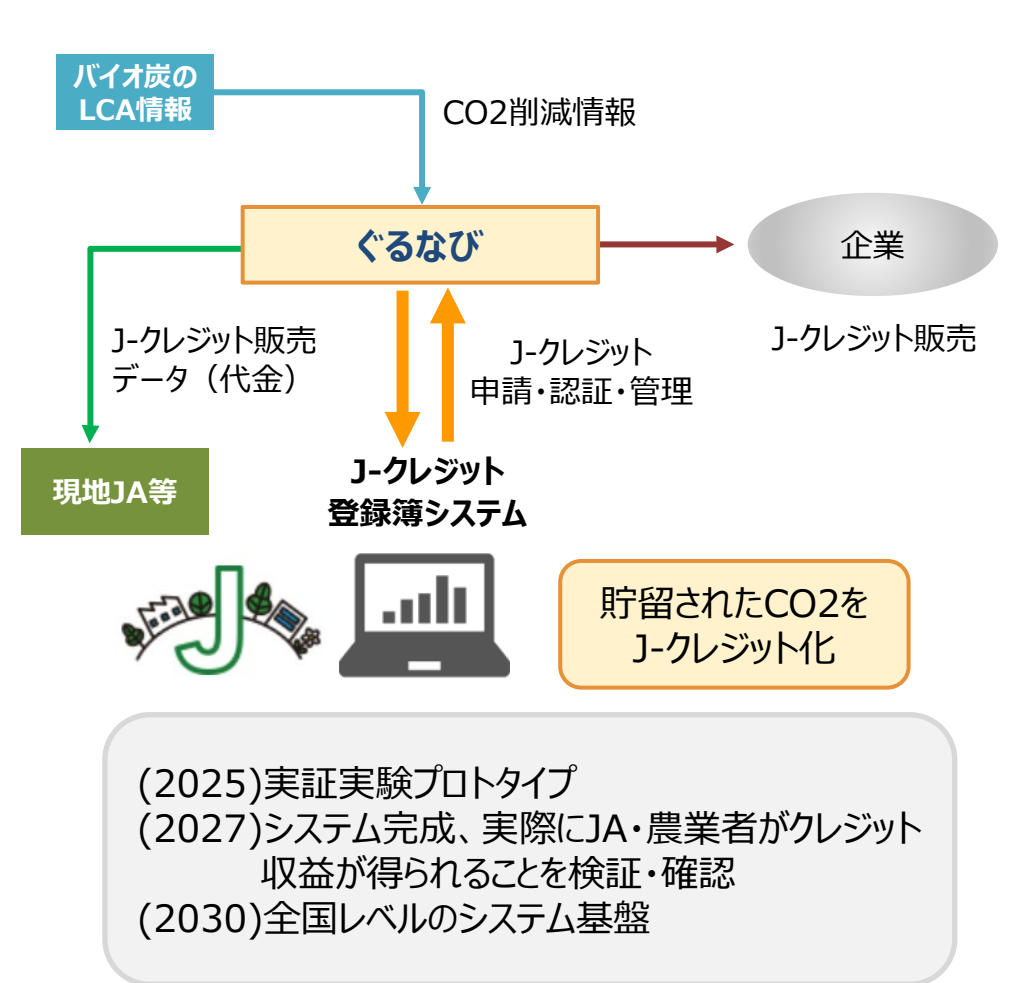 バイオ炭の
LCA情報
CO2削減情報
ぐるなび
企業
J-クレジット販売
データ（代金）
J-クレジット
申請・認証・管理
J-クレジット販売
現地JA等
J-クレジット
登録簿システム
J
貯留されたCO2を
J-クレジット化
(2025)実証実験プロトタイプ
(2027)システム完成、実際にJA・農業者がクレジット
収益が得られることを検証・確認
(2030)全国レベルのシステム基盤